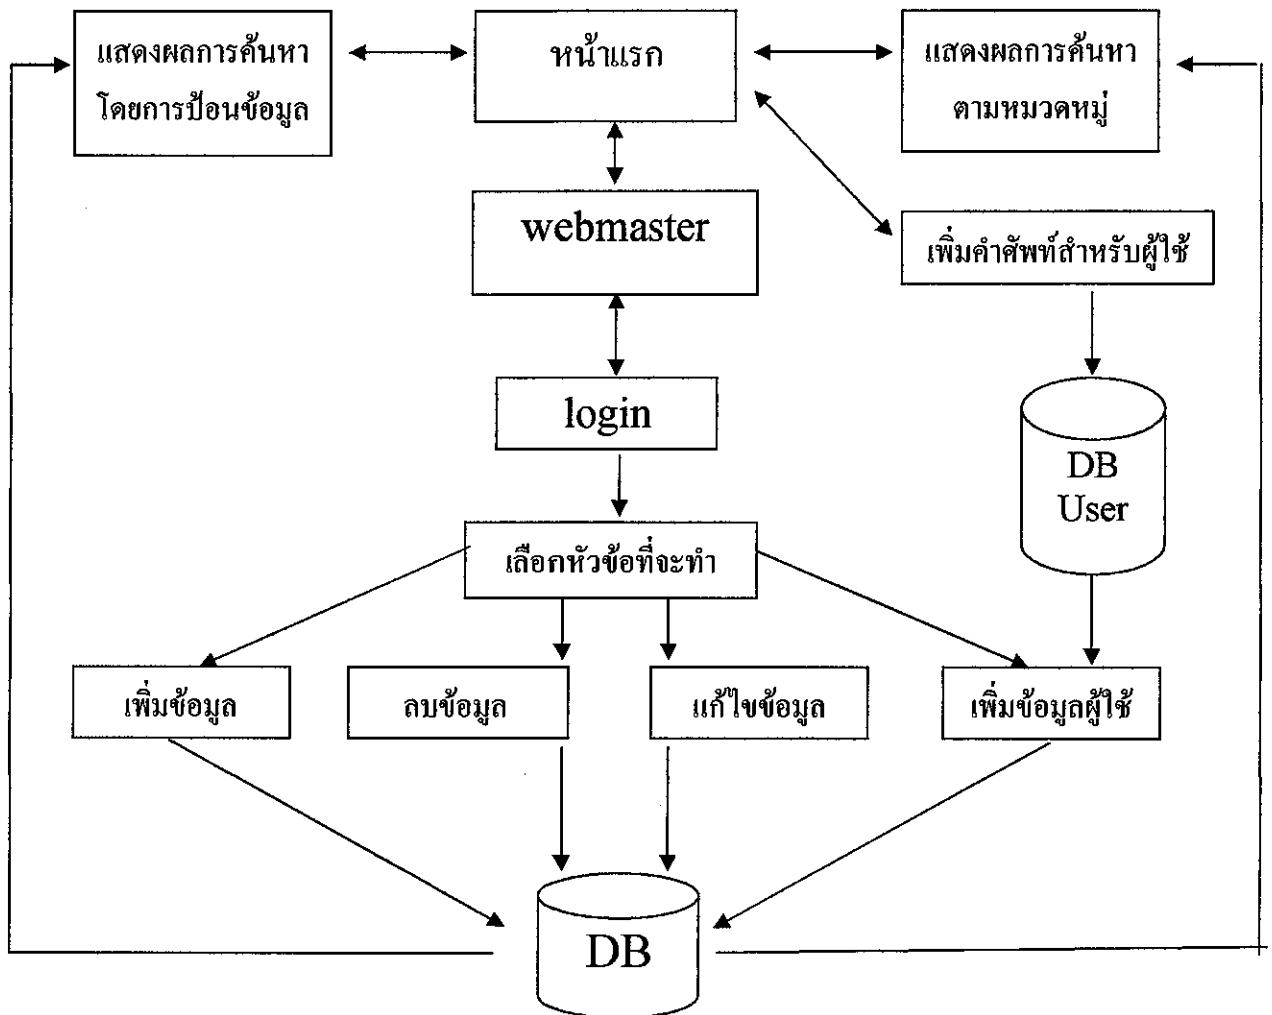 แสดงผลการค้นหา
โดยการป้อนข้อมูล
หน้าแรก
แสดงผลการค้นหา
ตามหมวดหมู่
webmaster
เพิ่มคำศัพท์สำหรับผู้ใช้
login
DB
User
เลือกหัวข้อที่จะทำ
เพิ่มข้อมูล
ลบข้อมูล
แก้ไขข้อมูล
เพิ่มข้อมูลผู้ใช้
DB